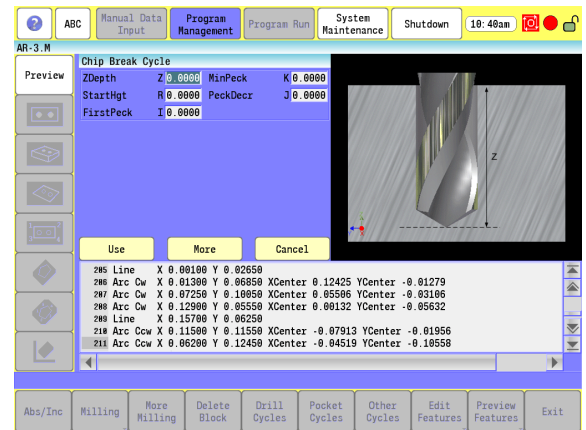 ? ABC Manual Data Input Program Management Program Run System Maintenance Shutdown 10:40am
AR-3.M
Preview
Chip Break Cycle
ZDepth Z 0.0000 MinPeck K 0.0000
StartHgt R 0.0000 PeckDecr J 0.0000
FirstPeck I 0.0000
Z
Use More Cancel
205 Line X 0.00100 Y 0.02650
206 Arc Cw X 0.01300 Y 0.06850 XCenter 0.12425 YCenter -0.01279
207 Arc Cw X 0.07250 Y 0.10050 XCenter 0.05506 YCenter -0.03106
208 Arc Cw X 0.12900 Y 0.05550 XCenter 0.00132 YCenter -0.05632
209 Line X 0.15700 Y 0.06250
210 Arc Ccw X 0.11500 Y 0.11550 XCenter -0.07913 YCenter -0.01956
211 Arc Ccw X 0.06200 Y 0.12450 XCenter -0.04519 YCenter -0.10558
Abs/Inc Milling More Milling Delete Block Drill Cycles Pocket Cycles Other Cycles Edit Features Preview Features Exit